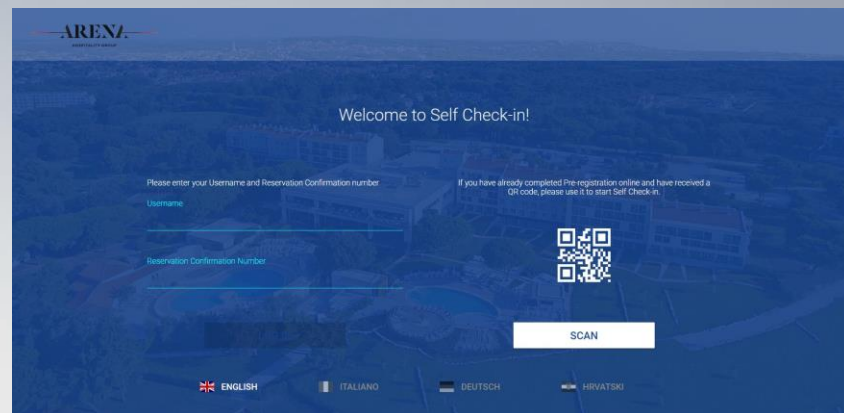 ARENA
HOSPITALITY GROUP
Welcome to Self Check-in!
Please enter your Username and Reservation Confirmation number
Username
Reservation Confirmation Number
If you have already completed Pre-registration online and have received a
QR code, please use it to start Self Check-in.
SCAN
ENGLISH
ITALIANO
DEUTSCH
HRVATSKI